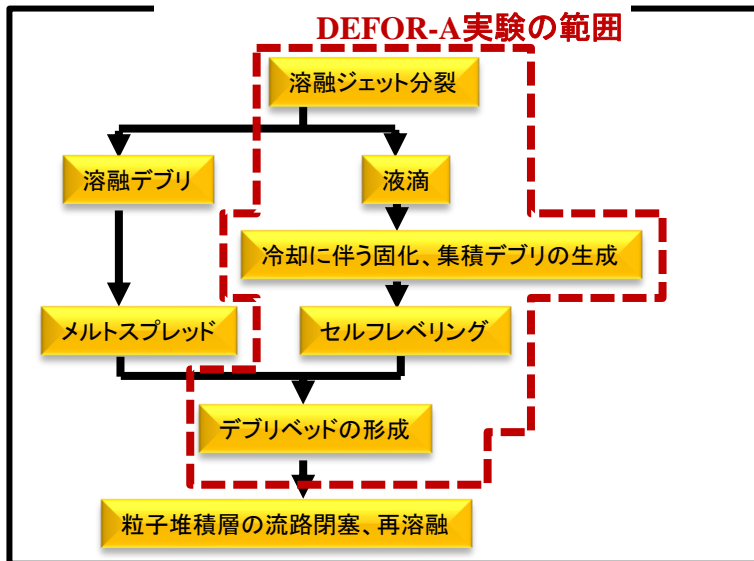 DEFOR-A実験の範囲
溶融ジェット分裂
溶融デブリ
液滴
冷却に伴う固化、集積デブリの生成
メルトスプレッド
セルフレベリング
デブリベッドの形成
粒子堆積層の流路閉塞、再溶融